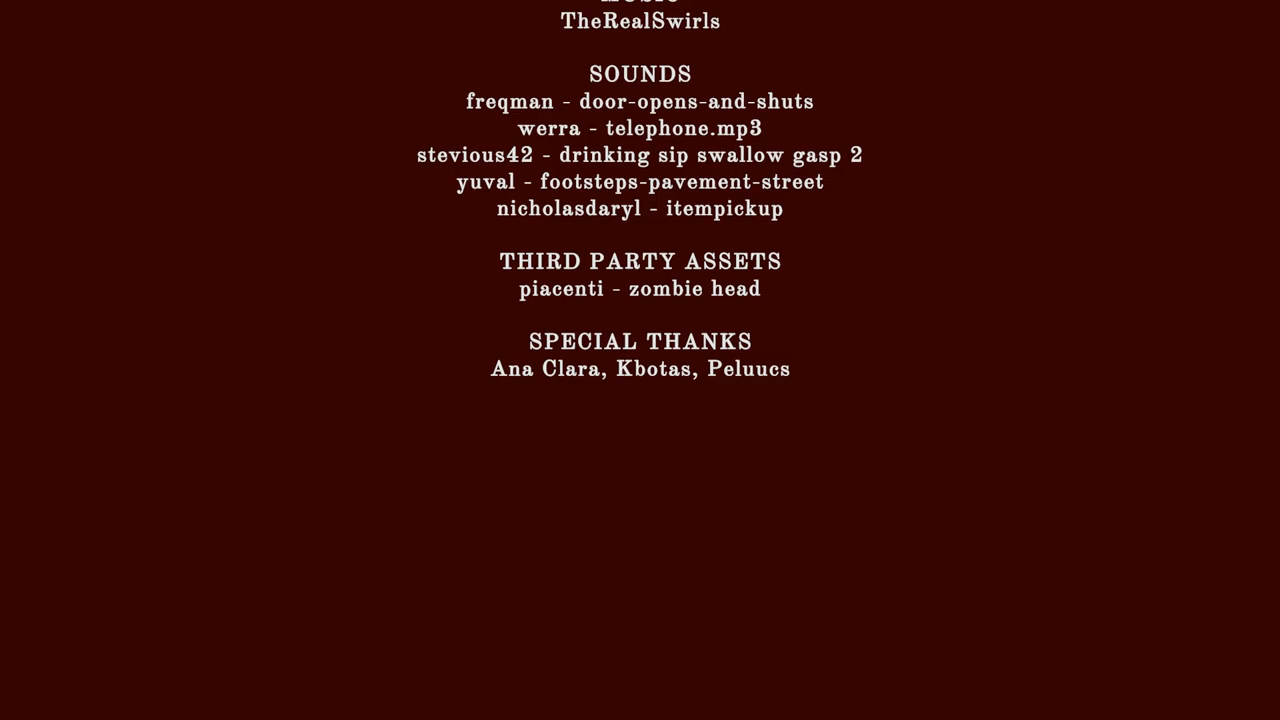 MUSIC
TheRealSwirls
SOUNDS
freqman - door-opens-and-shuts
werra - telephone.mp3
stevious42 - drinking sip swallow gasp 2
yuval - footsteps-pavement-street
nicholasdaryl - itempickup
THIRD PARTY ASSETS
piacenti - zombie head
SPECIAL THANKS
Ana Clara, Kbotas, Peluucs